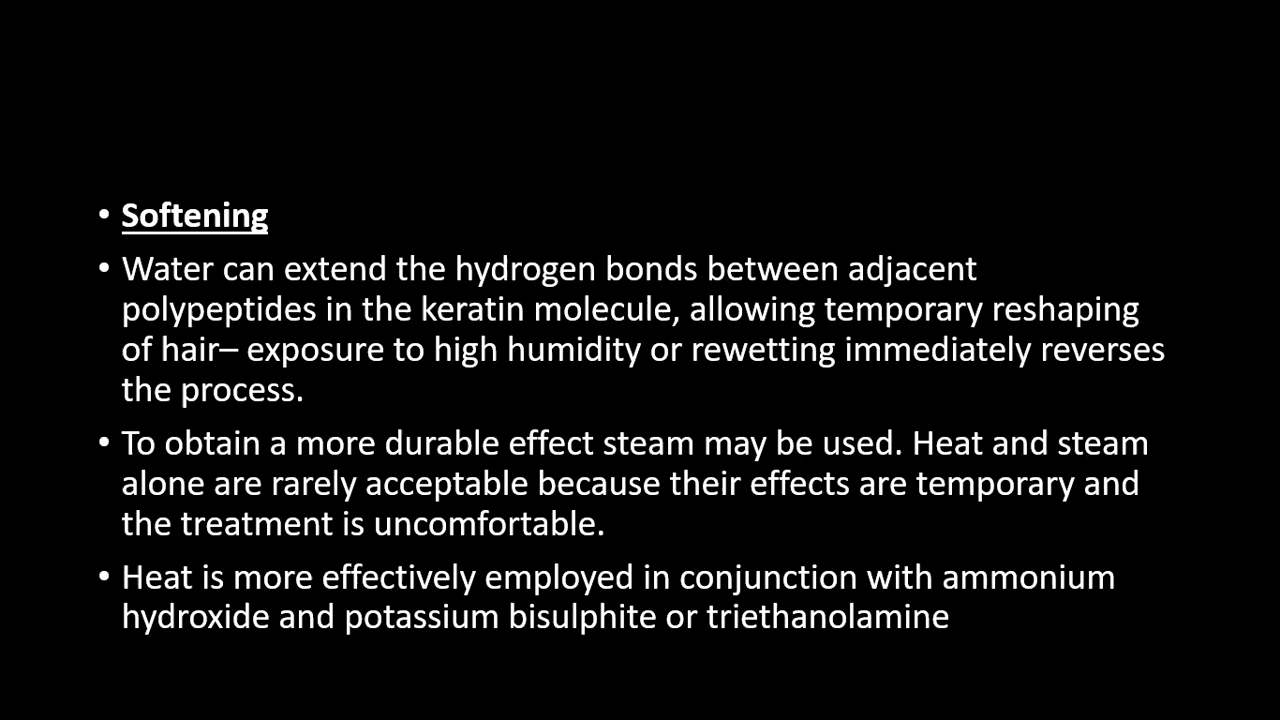 • Softening
• Water can extend the hydrogen bonds between adjacent
polypeptides in the keratin molecule, allowing temporary reshaping
of hair– exposure to high humidity or rewetting immediately reverses
the process.
• To obtain a more durable effect steam may be used. Heat and steam
alone are rarely acceptable because their effects are temporary and
the treatment is uncomfortable.
• Heat is more effectively employed in conjunction with ammonium
hydroxide and potassium bisulphite or triethanolamine